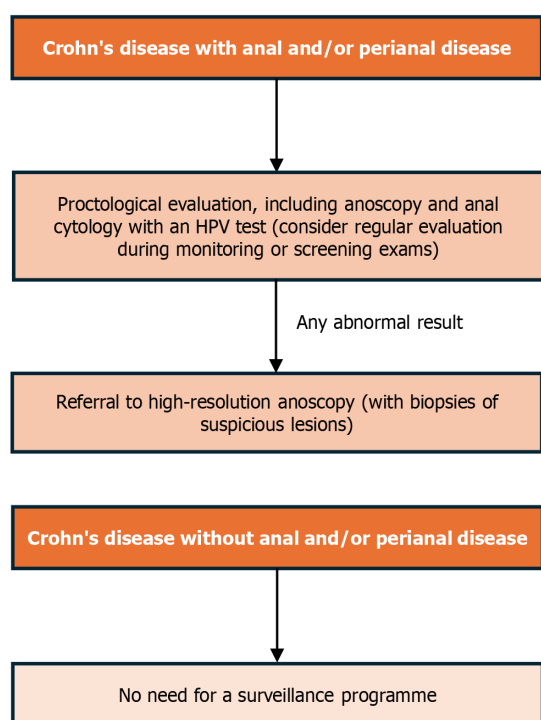 Crohn's disease with anal and/or perianal disease
Proctological evaluation, including anoscopy and anal
cytology with an HPV test (consider regular evaluation
during monitoring or screening exams)
Any abnormal result
Referral to high-resolution anoscopy (with biopsies of
suspicious lesions)
Crohn's disease without anal and/or perianal disease
No need for a surveillance programme